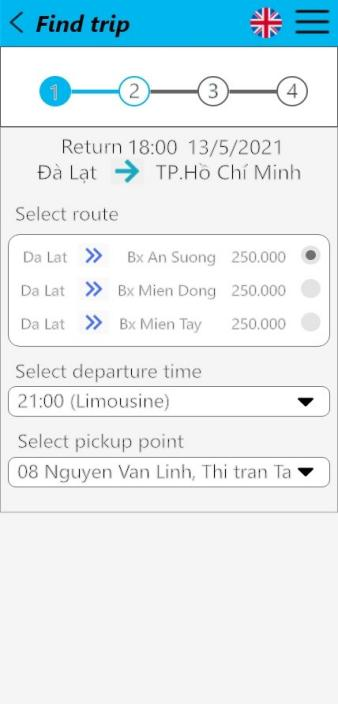 Find trip
1 2 3 4
Return 18:00 13/5/2021
Đà Lạt TP.Hồ Chí Minh
Select route
Da Lat Bx An Suong 250.000
Da Lat Bx Mien Dong 250.000
Da Lat Bx Mien Tay 250.000
Select departure time
21:00 (Limousine)
Select pickup point
08 Nguyen Van Linh, Thi tran Ta